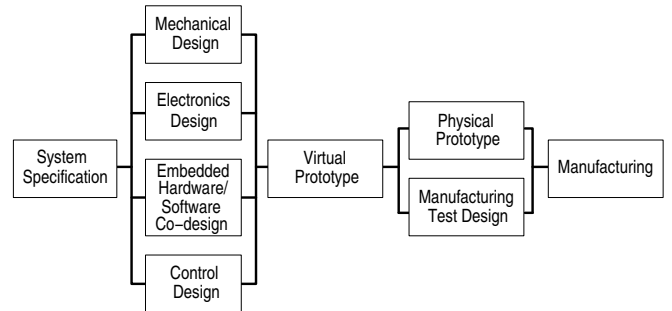 System
Specification
Mechanical
Design
Electronics
Design
Embedded
Hardware/
Software
Co−design
Control
Design
Virtual
Prototype
Physical
Prototype
Manufacturing
Test Design
Manufacturing